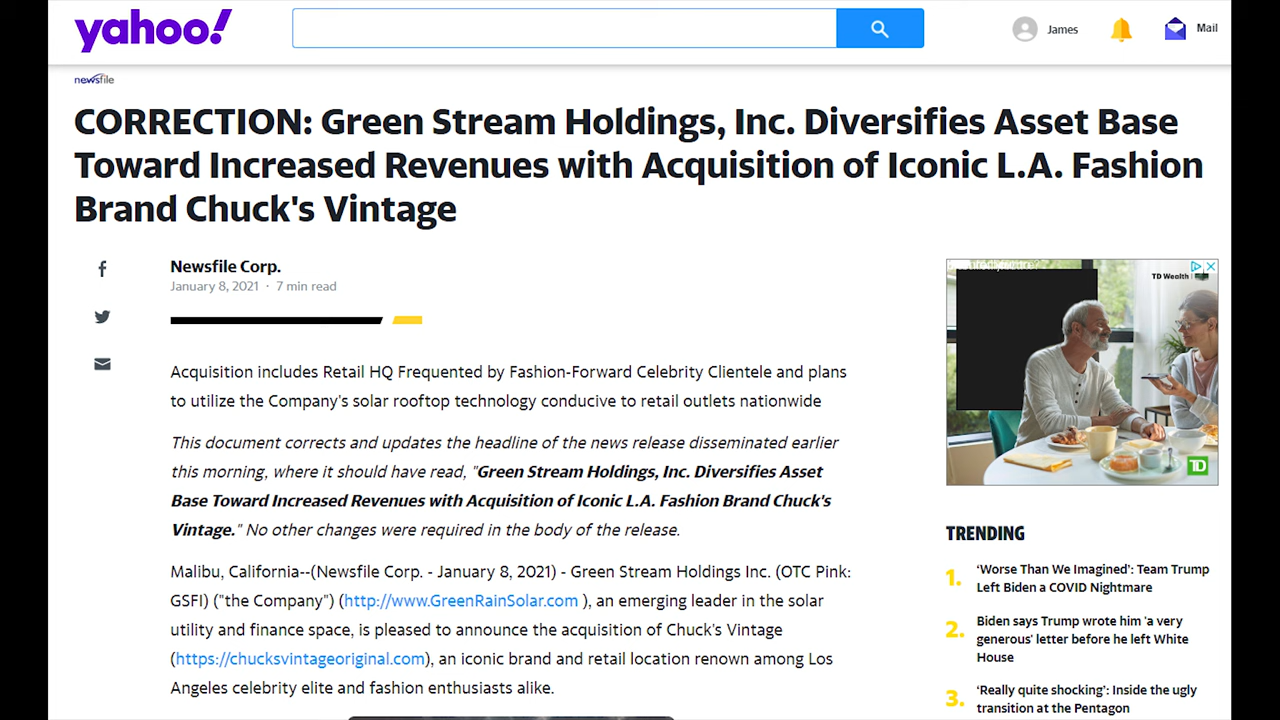 yahoo!
James
Mail
newsfile
CORRECTION: Green Stream Holdings, Inc. Diversifies Asset Base
Toward Increased Revenues with Acquisition of Iconic L.A. Fashion
Brand Chuck's Vintage
Newsfile Corp.
January 8, 2021 · 7 min read
Acquisition includes Retail HQ Frequented by Fashion-Forward Celebrity Clientele and plans
to utilize the Company's solar rooftop technology conducive to retail outlets nationwide
This document corrects and updates the headline of the news release disseminated earlier
this morning, where it should have read, "Green Stream Holdings, Inc. Diversifies Asset
Base Toward Increased Revenues with Acquisition of Iconic L.A. Fashion Brand Chuck's
Vintage." No other changes were required in the body of the release.
Malibu, California--(Newsfile Corp. - January 8, 2021) - Green Stream Holdings Inc. (OTC Pink:
GSFI) ("the Company") (http://www.GreenRainSolar.com ), an emerging leader in the solar
utility and finance space, is pleased to announce the acquisition of Chuck's Vintage
(https://chucksvintageoriginal.com), an iconic brand and retail location renown among Los
Angeles celebrity elite and fashion enthusiasts alike.
TD Wealth
TD
TRENDING
1. ‘Worse Than We Imagined’: Team Trump
Left Biden a COVID Nightmare
2. Biden says Trump wrote him 'a very
generous' letter before he left White
House
3. ‘Really quite shocking’: Inside the ugly
transition at the Pentagon